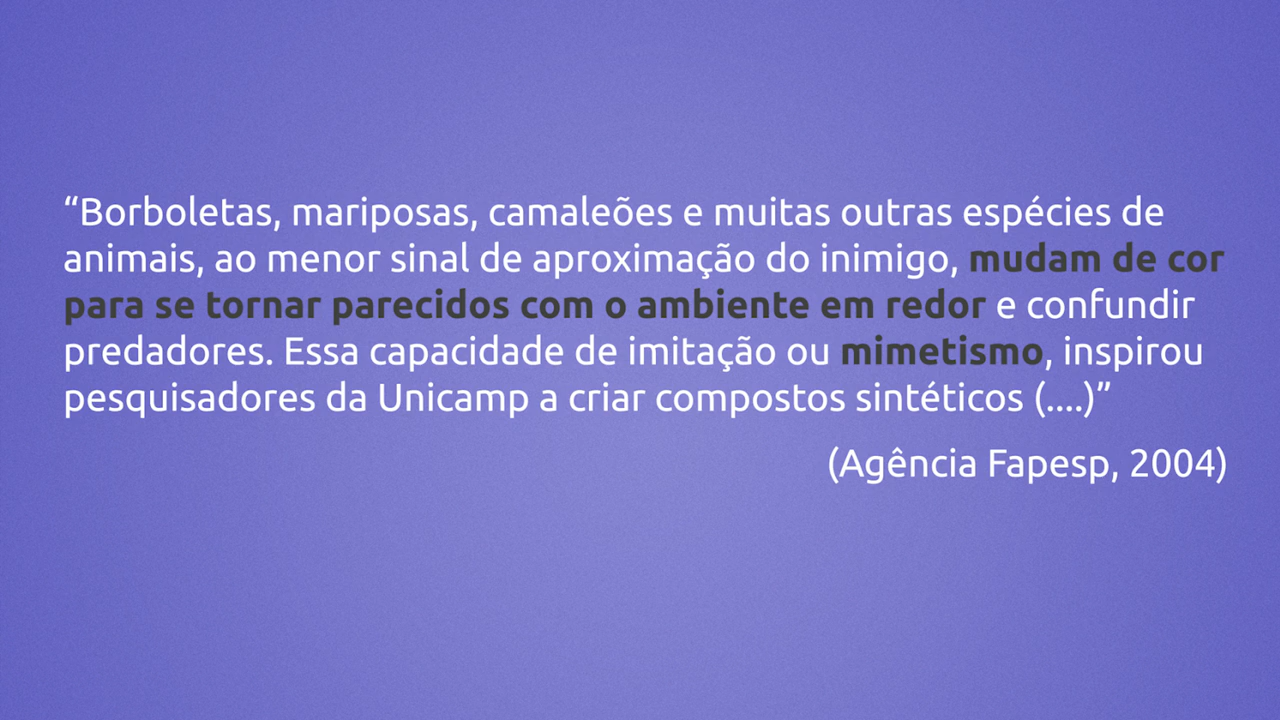 “Borboletas, mariposas, camaleões e muitas outras espécies de
animais, ao menor sinal de aproximação do inimigo, mudam de cor
para se tornar parecidos com o ambiente em redor e confundir
predadores. Essa capacidade de imitação ou mimetismo, inspirou
pesquisadores da Unicamp a criar compostos sintéticos (....)”
(Agência Fapesp, 2004)